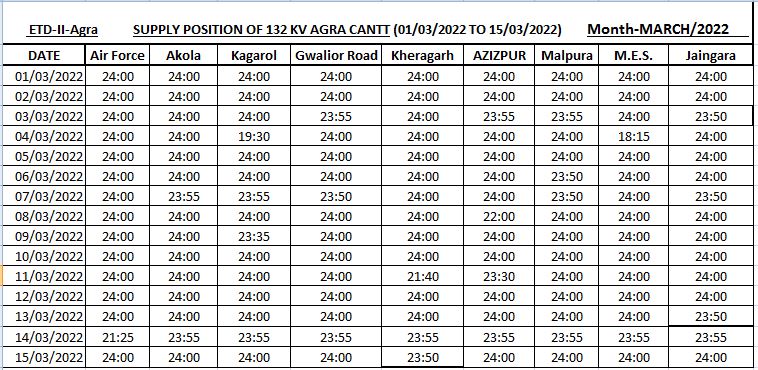 ETD-II-Agra SUPPLY POSITION OF 132 KV AGRA CANTT (01/03/2022 TO 15/03/2022) Month-MARCH/2022
DATE Air Force Akola Kagarol Gwalior Road Kheragarh AZIZPUR Malpura M.E.S. Jaingara
01/03/2022 24:00 24:00 24:00 24:00 24:00 24:00 24:00 24:00 24:00
02/03/2022 24:00 24:00 24:00 24:00 24:00 24:00 24:00 24:00 24:00
03/03/2022 24:00 24:00 24:00 23:55 24:00 23:55 23:55 24:00 23:50
04/03/2022 24:00 24:00 19:30 24:00 24:00 24:00 24:00 18:15 24:00
05/03/2022 24:00 24:00 24:00 24:00 24:00 24:00 24:00 24:00 24:00
06/03/2022 24:00 24:00 24:00 24:00 24:00 24:00 23:50 24:00 24:00
07/03/2022 24:00 23:55 23:55 23:50 24:00 24:00 23:50 24:00 23:50
08/03/2022 24:00 24:00 24:00 24:00 24:00 22:00 24:00 24:00 24:00
09/03/2022 24:00 24:00 23:35 24:00 24:00 24:00 24:00 24:00 24:00
10/03/2022 24:00 24:00 24:00 24:00 24:00 24:00 24:00 24:00 24:00
11/03/2022 24:00 24:00 24:00 24:00 21:40 23:30 24:00 24:00 24:00
12/03/2022 24:00 24:00 24:00 24:00 24:00 24:00 24:00 24:00 24:00
13/03/2022 24:00 24:00 24:00 24:00 24:00 24:00 24:00 24:00 23:50
14/03/2022 21:25 23:55 23:55 23:55 23:55 23:55 23:55 23:55 23:55
15/03/2022 24:00 24:00 24:00 24:00 23:50 24:00 24:00 24:00 24:00